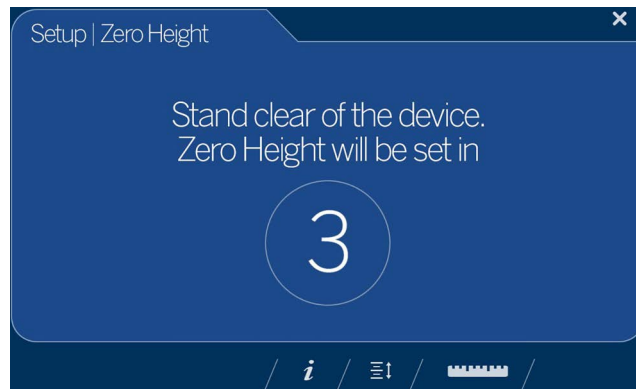 Setup | Zero Height
Stand clear of the device.
Zero Height will be set in
3
i